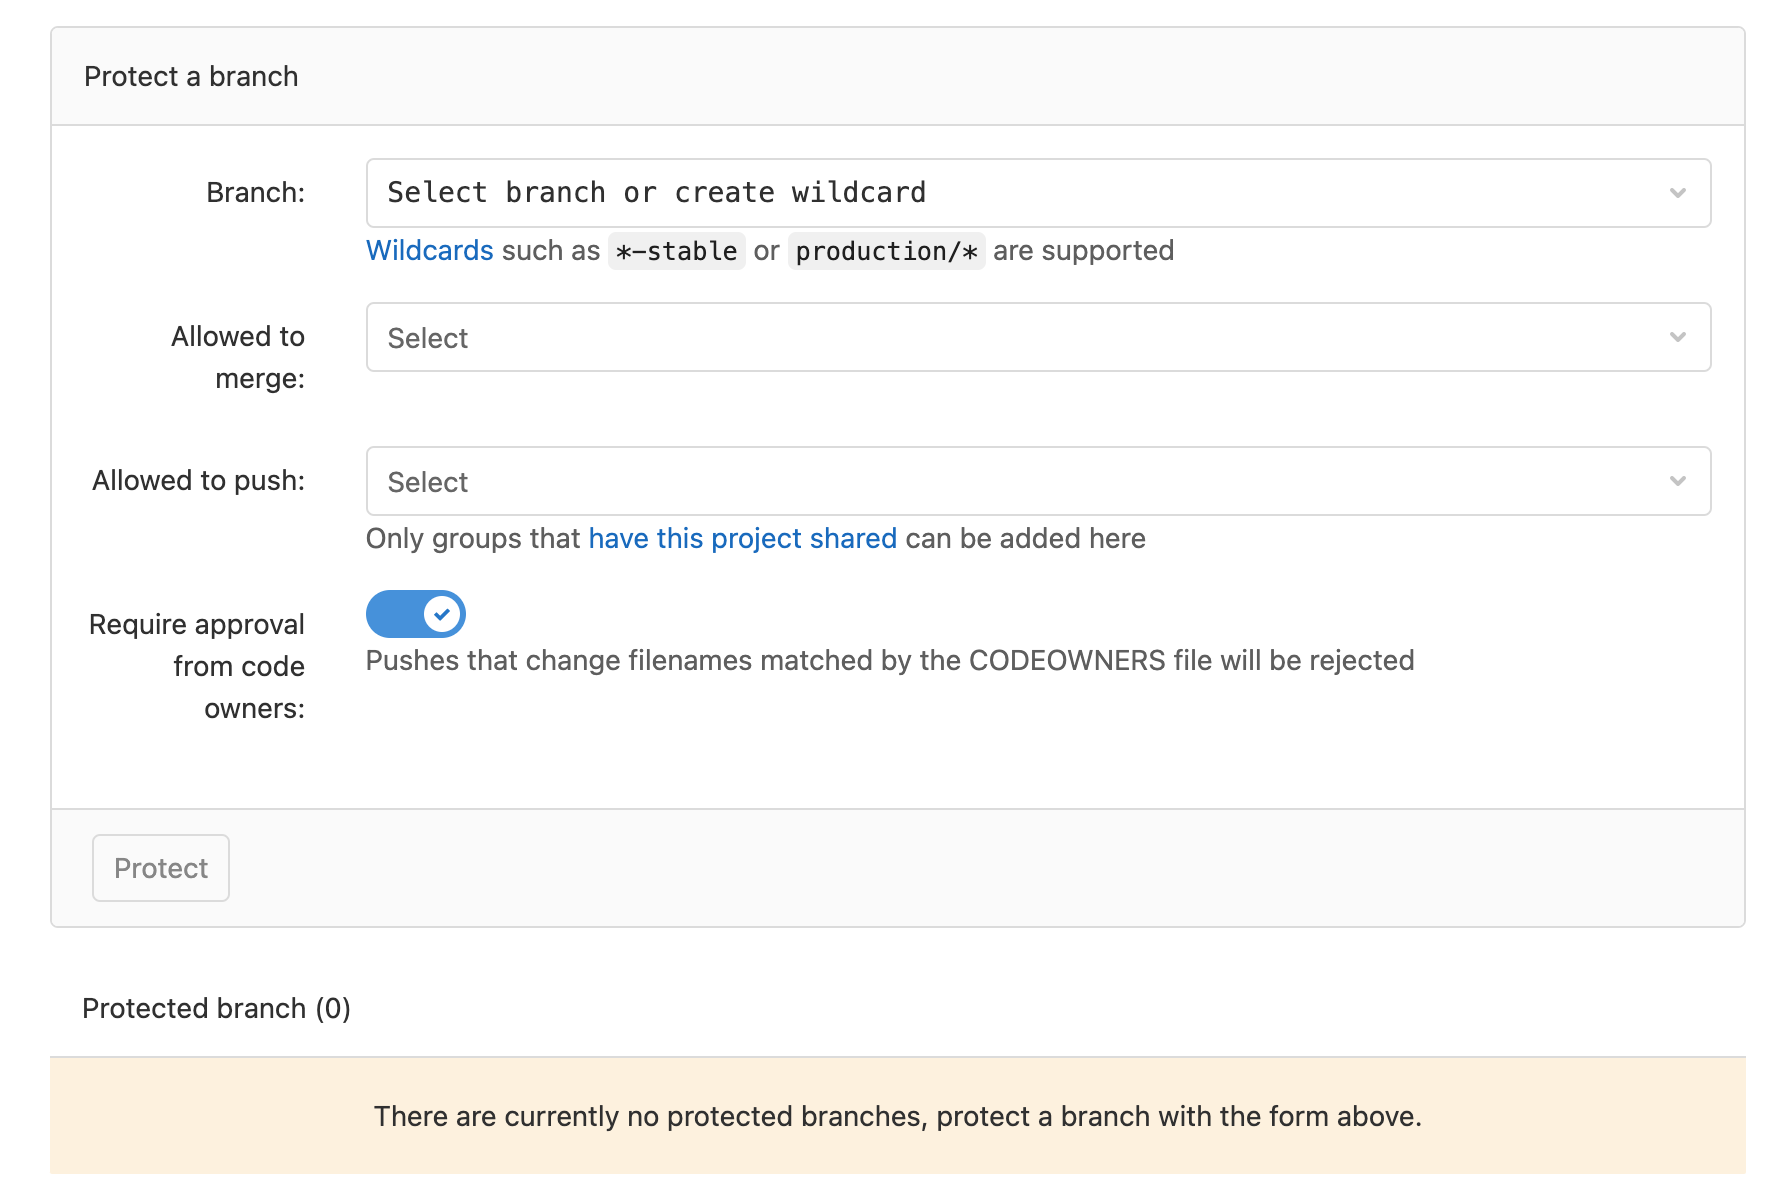 Protect a branch
Branch:
Select branch or create wildcard
Wildcards such as *-stable or production/* are supported
Allowed to
merge:
Select
Allowed to push:
Select
Only groups that have this project shared can be added here
Require approval
from code
owners:
Pushes that change filenames matched by the CODEOWNERS file will be rejected
Protect
Protected branch (0)
There are currently no protected branches, protect a branch with the form above.